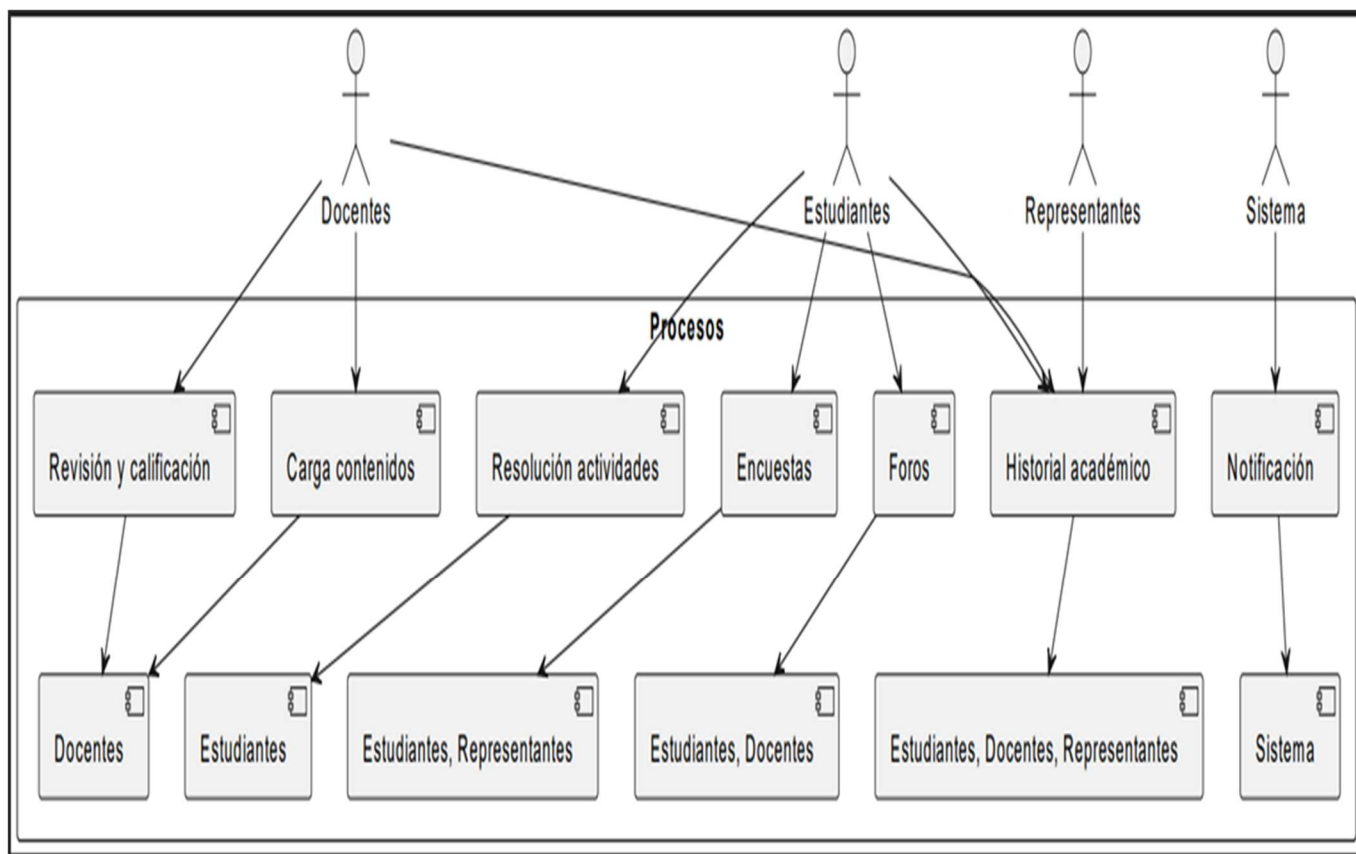 Docentes
Estudiantes
Representantes
Sistema
Procesos
Revisión y calificación
Carga contenidos
Resolución actividades
Encuestas
Foros
Historial académico
Notificación
Docentes
Estudiantes
Estudiantes, Representantes
Estudiantes, Docentes
Estudiantes, Docentes, Representantes
Sistema